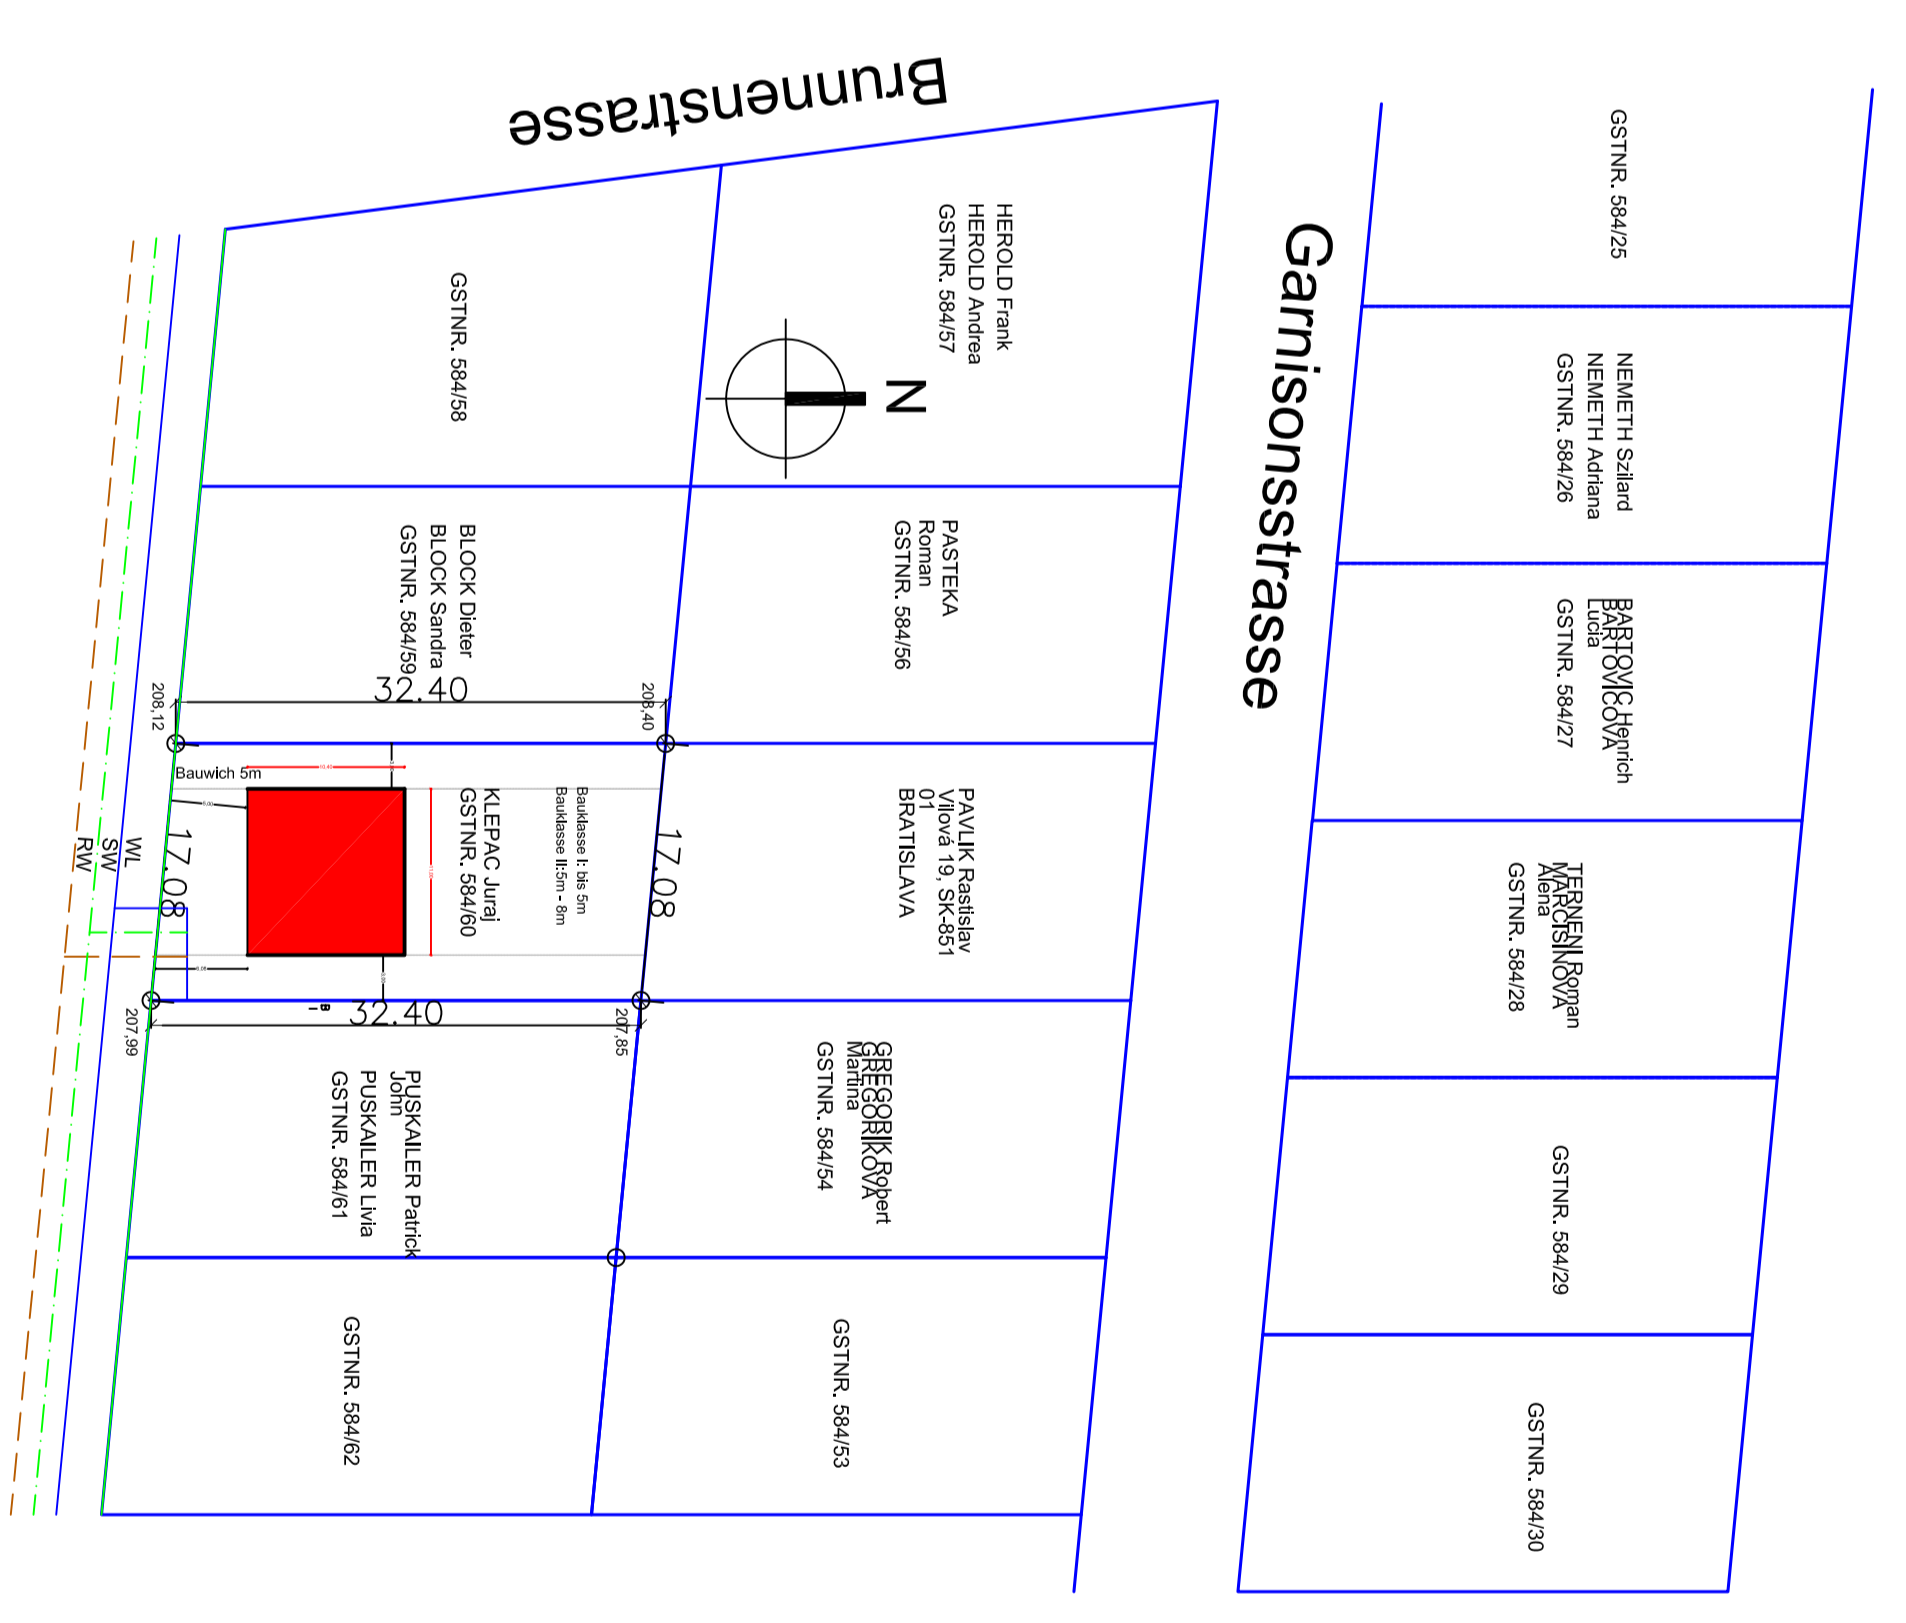 Brunnenstrasse
Garnisonsstrasse
GSTNR. 584/25
NEMETH Szilard
NEMETH Adriana
GSTNR. 584/26
BARTOVIC Henrich
BARTOVICOVA
Lucia
GSTNR. 584/27
TERNENI Roman
MARCISINOVA
Alena
GSTNR. 584/28
GSTNR. 584/29
GSTNR. 584/30
HEROLD Frank
HEROLD Andrea
GSTNR. 584/57
N
PASTEKA
Roman
GSTNR. 584/56
PAVLIK Rastislav
Vilová 19, SK-851
01
BRATISLAVA
GREGORIK Robert
GREGORIKOVA
Martina
GSTNR. 584/54
GSTNR. 584/53
GSTNR. 584/58
BLOCK Dieter
BLOCK Sandra
GSTNR. 584/59
32.40
208,12
208,40
Bauwich 5m
Bauklasse I: bis 5m
Bauklasse II:5m - 8m
KLEPAC Juraj
GSTNR. 584/60
17.08
17.08
WL
SW
RW
32.40
207,99
207,85
PUSKAILER Patrick
John
PUSKAILER Livia
GSTNR. 584/61
GSTNR. 584/62